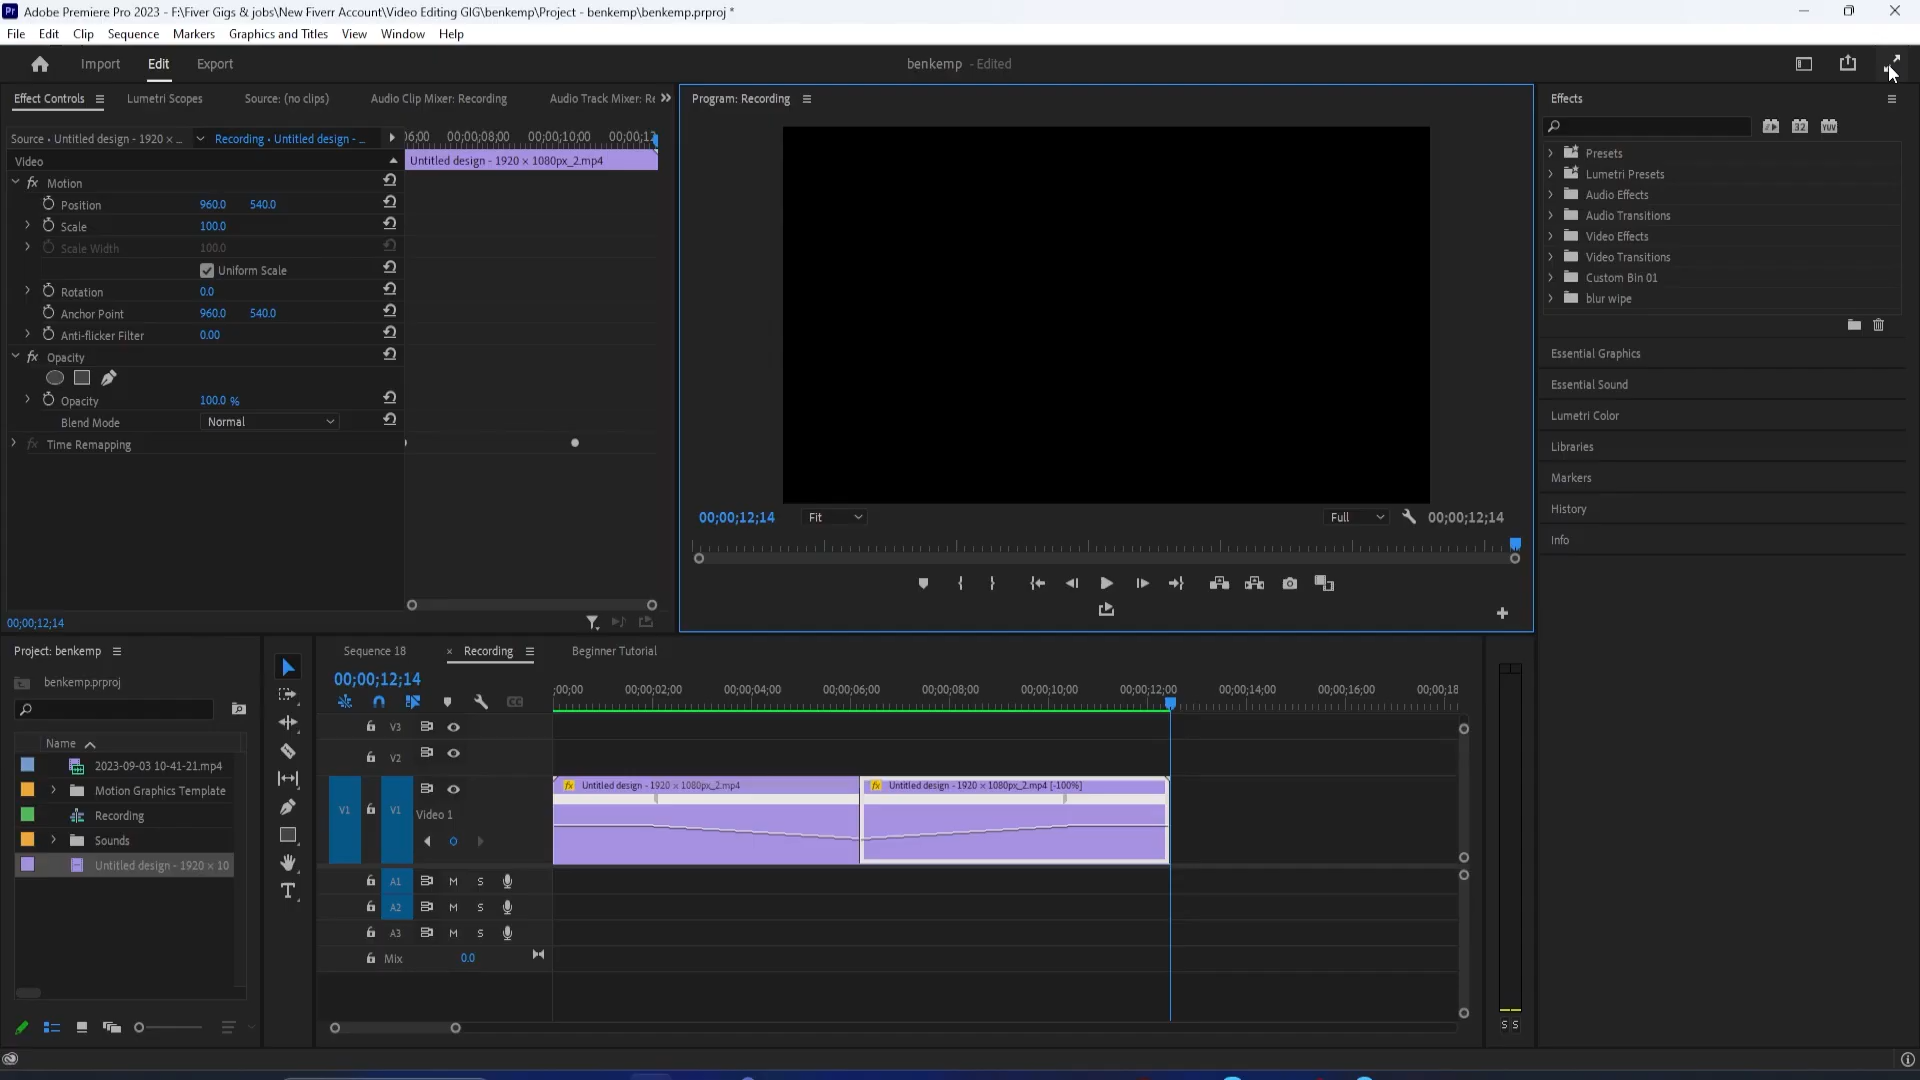 Adobe Premiere Pro 2023 - F:\Fiver Gigs & jobs\New Fiverr Account\Video Editing GIG\benkemp\Project - benkemp\benkemp.prproj *
File Edit Clip Sequence Markers Graphics and Titles View Window Help
Import Edit Export
benkemp - Edited
Effect Controls Lumetri Scopes Source: (no clips) Audio Clip Mixer: Recording Audio Track Mixer: Re
Source • Untitled design - 1920 × ... Recording • Untitled design - ...
;6;00 00;00;08;00 00;00;10;00 00;00;12
Video
Untitled design - 1920 × 1080px_2.mp4
fx Motion
Position 960.0 540.0
Scale 100.0
Scale Width 100.0
Uniform Scale
Rotation 0.0
Anchor Point 960.0 540.0
Anti-flicker Filter 0.00
fx Opacity
Opacity 100.0 %
Blend Mode Normal
fx Time Remapping
00;00;12;14
Program: Recording
00;00;12;14 Fit Full 00;00;12;14
Effects
32 YUV
Presets
Lumetri Presets
Audio Effects
Audio Transitions
Video Effects
Video Transitions
Custom Bin 01
blur wipe
Essential Graphics
Essential Sound
Lumetri Color
Libraries
Markers
History
Info
Project: benkemp
benkemp.prproj
Name
2023-09-03 10-41-21.mp4
Motion Graphics Template
Recording
Sounds
Untitled design - 1920 × 10
Sequence 18 × Recording Beginner Tutorial
00;00;12;14
;00;00 00;00;02;00 00;00;04;00 00;00;06;00 00;00;08;00 00;00;10;00 00;00;12;00 00;00;14;00 00;00;16;00 00;00;18
V3
V2
V1 V1
Video 1
fx Untitled design - 1920 × 1080px_2.mp4
fx Untitled design - 1920 × 1080px_2.mp4 [-100%]
A1 M S
A2 M S
A3 M S
Mix 0.0
S S